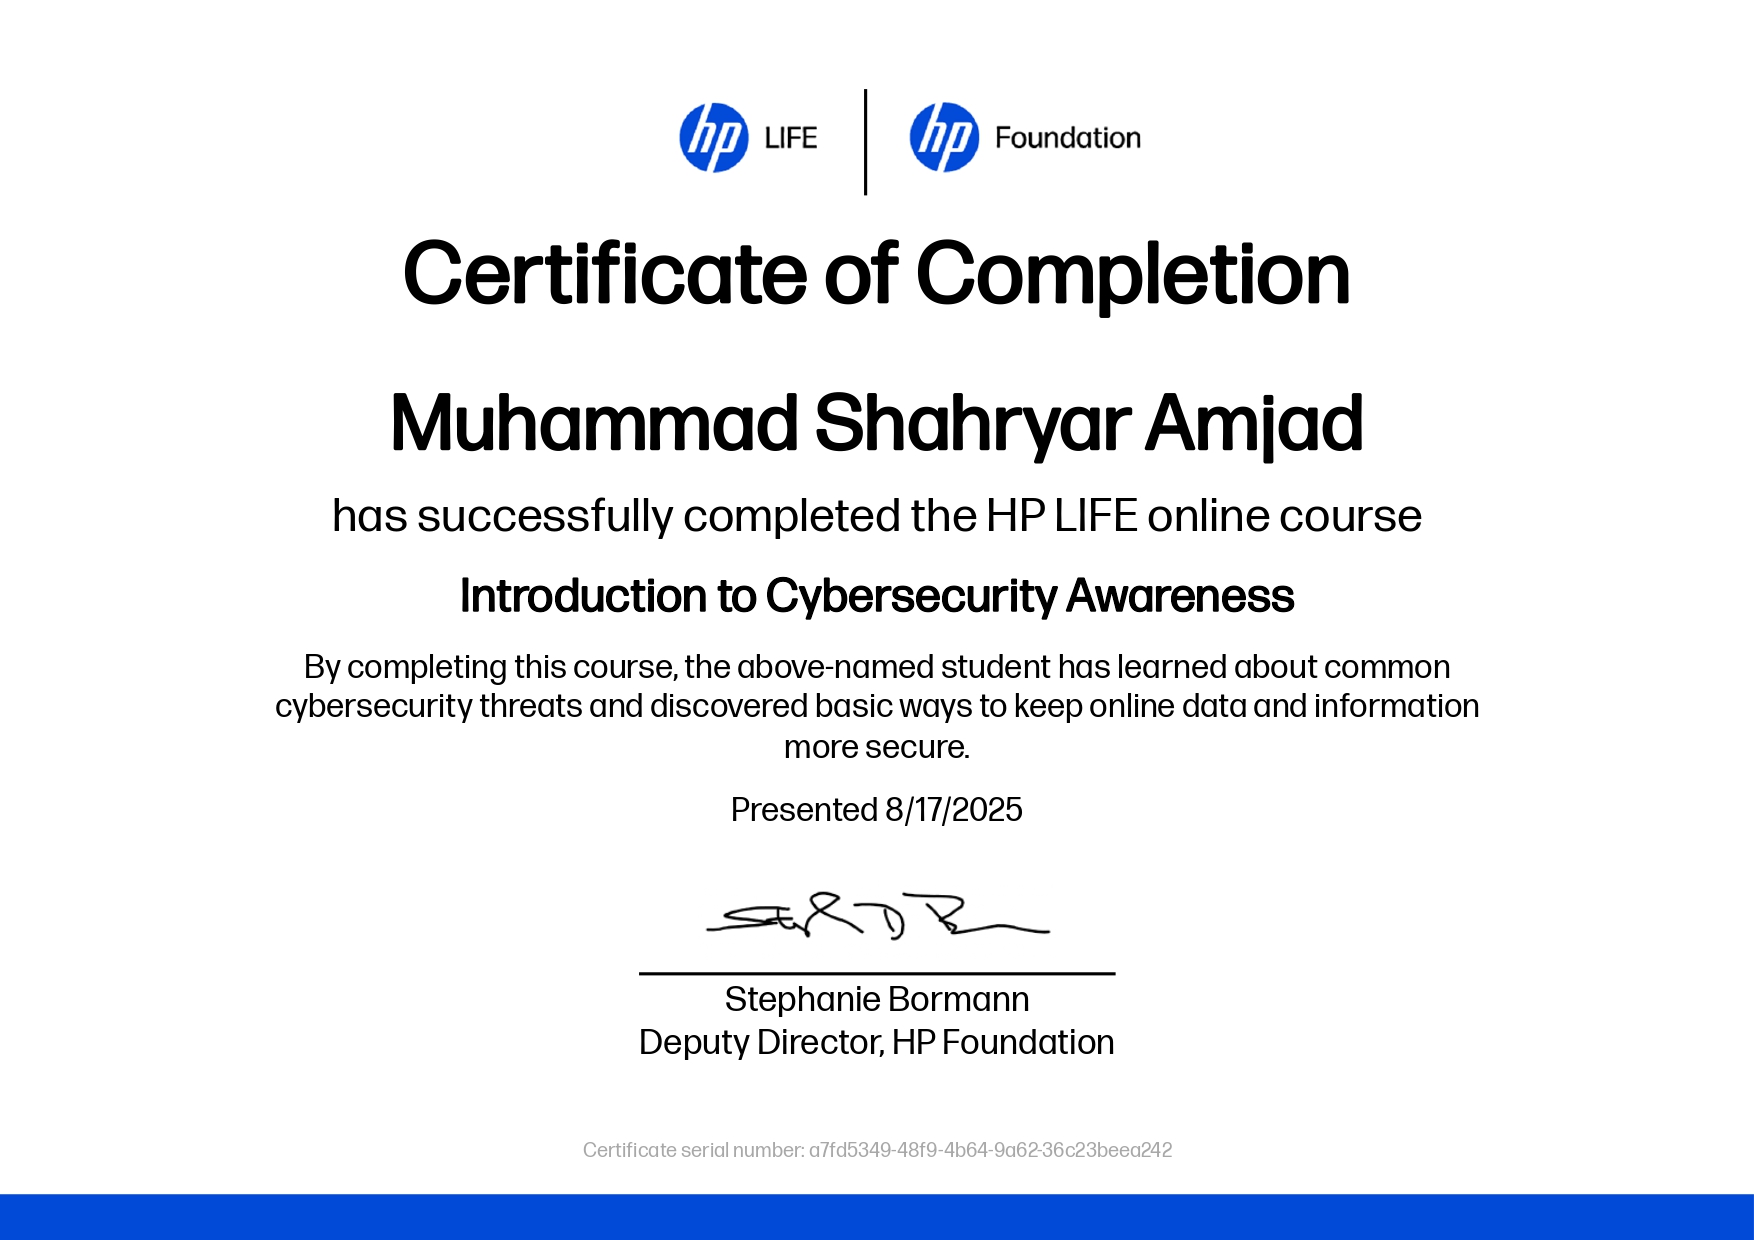 hp LIFE | hp Foundation
Certificate of Completion
Muhammad Shahryar Amjad
has successfully completed the HP LIFE online course
Introduction to Cybersecurity Awareness
By completing this course, the above-named student has learned about common
cybersecurity threats and discovered basic ways to keep online data and information
more secure.
Presented 8/17/2025
Stephanie Bormann
Deputy Director, HP Foundation
Certificate serial number: a7fd5349-48f9-4b64-9a62-36c23beea242